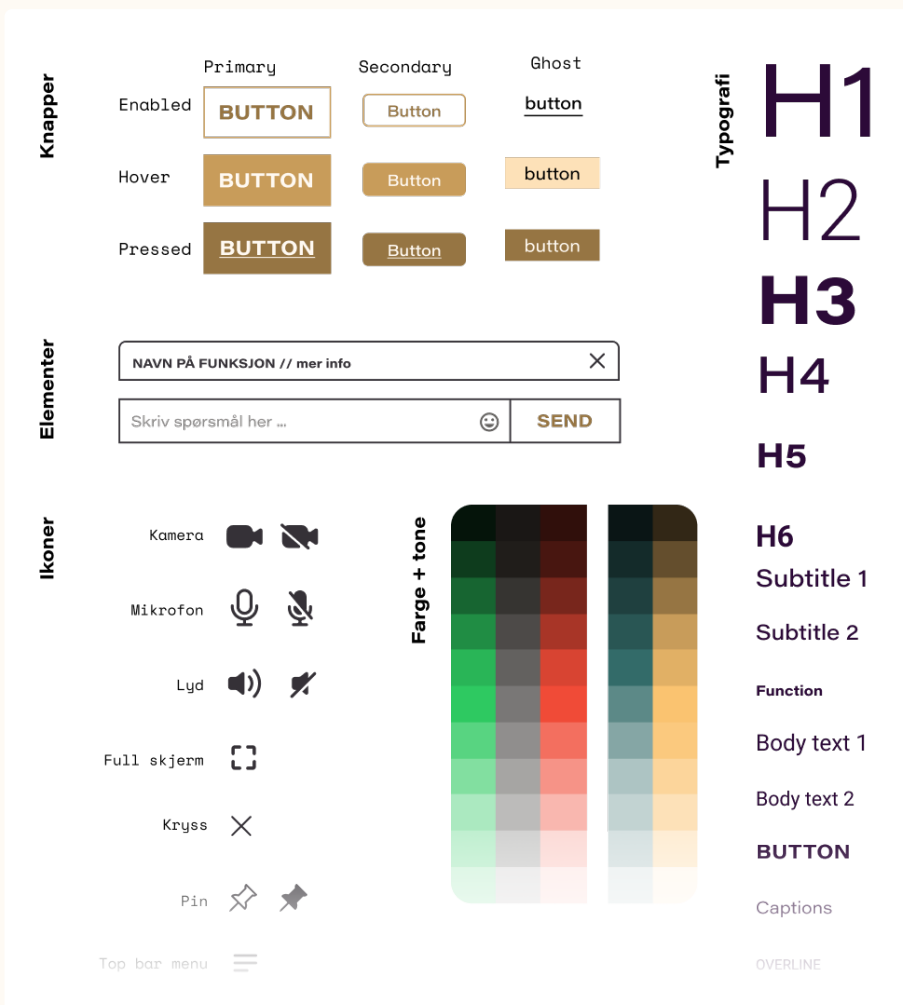 Knapper
Primary
Secondary
Ghost
Enabled
BUTTON
Button
button
Hover
BUTTON
Button
button
Pressed
BUTTON
Button
button
Elementer
NAVN PÅ FUNKSJON // mer info
Skriv spørsmål her ...
SEND
Ikoner
Kamera
Mikrofon
Lyd
Full skjerm
Kryss
Pin
Top bar menu
Farge + tone
Typografi
H1
H2
H3
H4
H5
H6
Subtitle 1
Subtitle 2
Function
Body text 1
Body text 2
BUTTON
Captions
OVERLINE